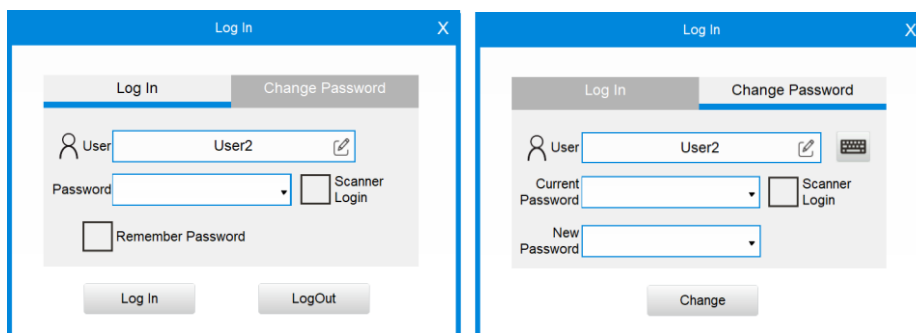 Log In
X
Log In
Change Password
User
User2
Password
Scanner
Login
Remember Password
Log In
LogOut
Log In
X
Log In
Change Password
User
User2
Current
Password
Scanner
Login
New
Password
Change